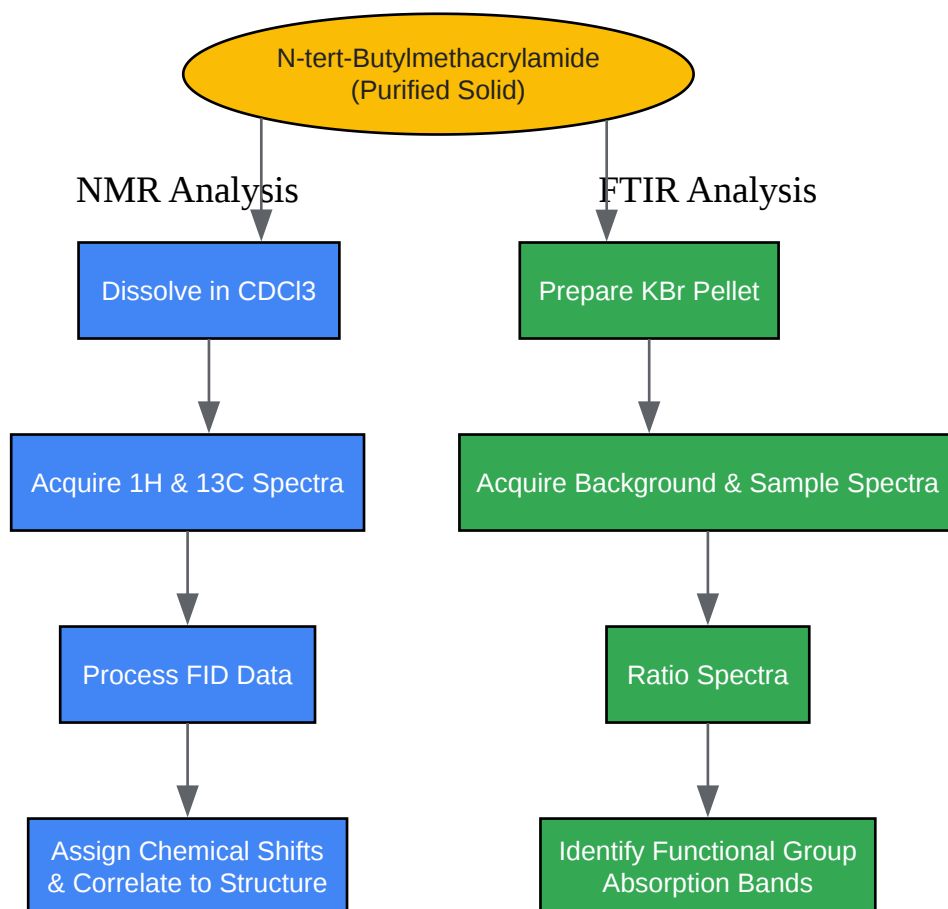 N-tert-Butylmethacrylamide
(Purified Solid)
NMR Analysis
FTIR Analysis
Dissolve in CDCl3
Prepare KBr Pellet
Acquire 1H & 13C Spectra
Acquire Background & Sample Spectra
Process FID Data
Ratio Spectra
Assign Chemical Shifts
& Correlate to Structure
Identify Functional Group
Absorption Bands